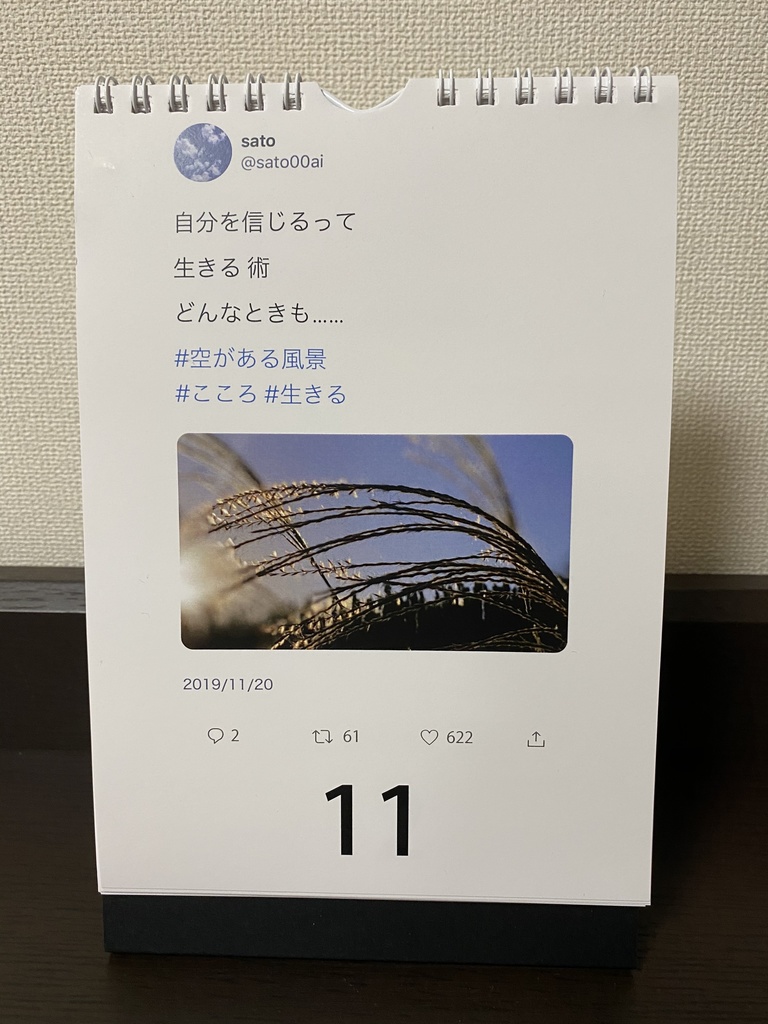 sato
@sato00ai
自分を信じるって
生きる 術
どんなときも……
#空がある風景
#こころ #生きる
2019/11/20
2 61 622
11